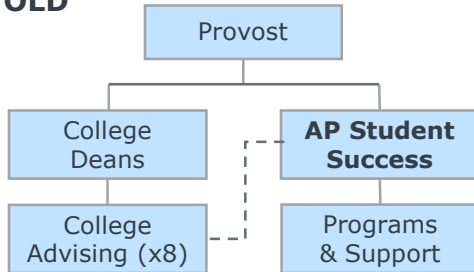 OLD
Provost
College
Deans
AP Student
Success
College
Advising (x8)
Programs
& Support